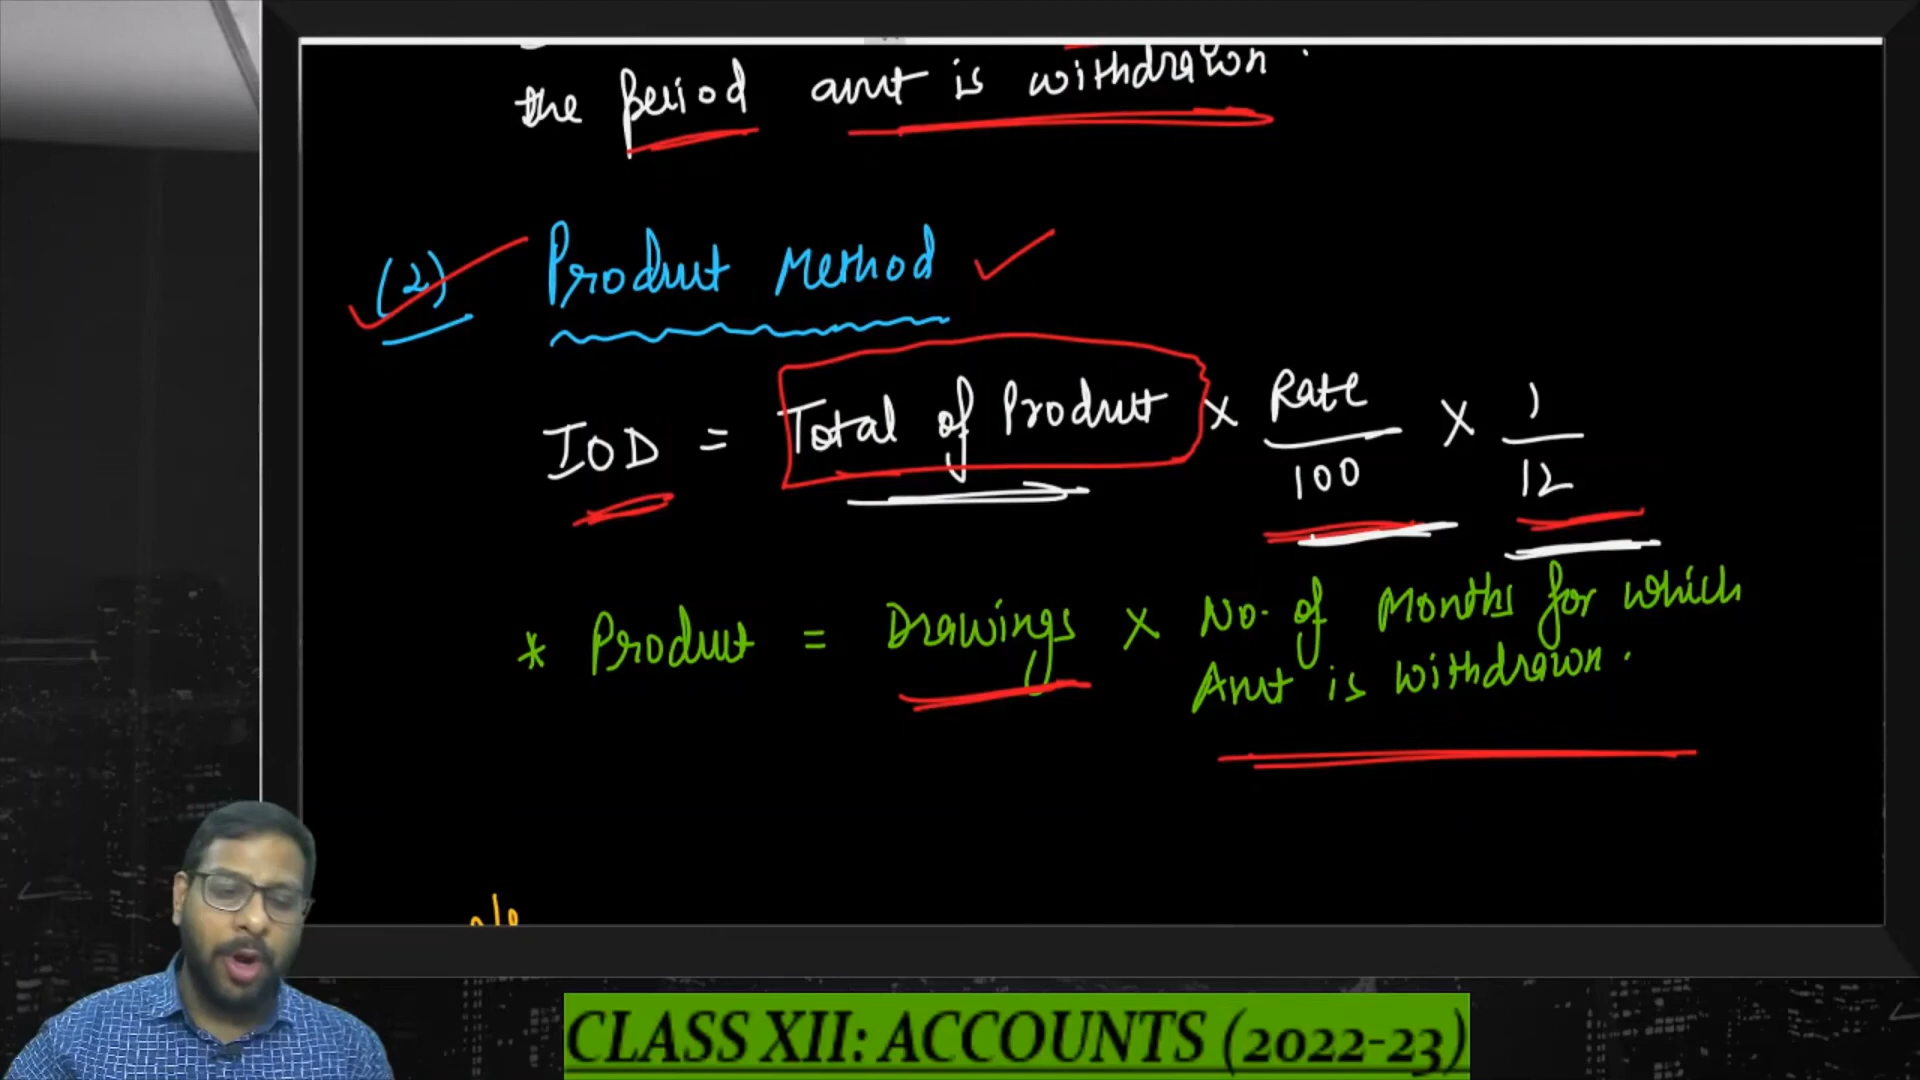 the period amt is withdrawn.
(2) Product Method
IOD = Total of Product × Rate/100 × 1/12
* Product = Drawings × No. of Months for which
Amt is withdrawn.
CLASS XII: ACCOUNTS (2022-23)